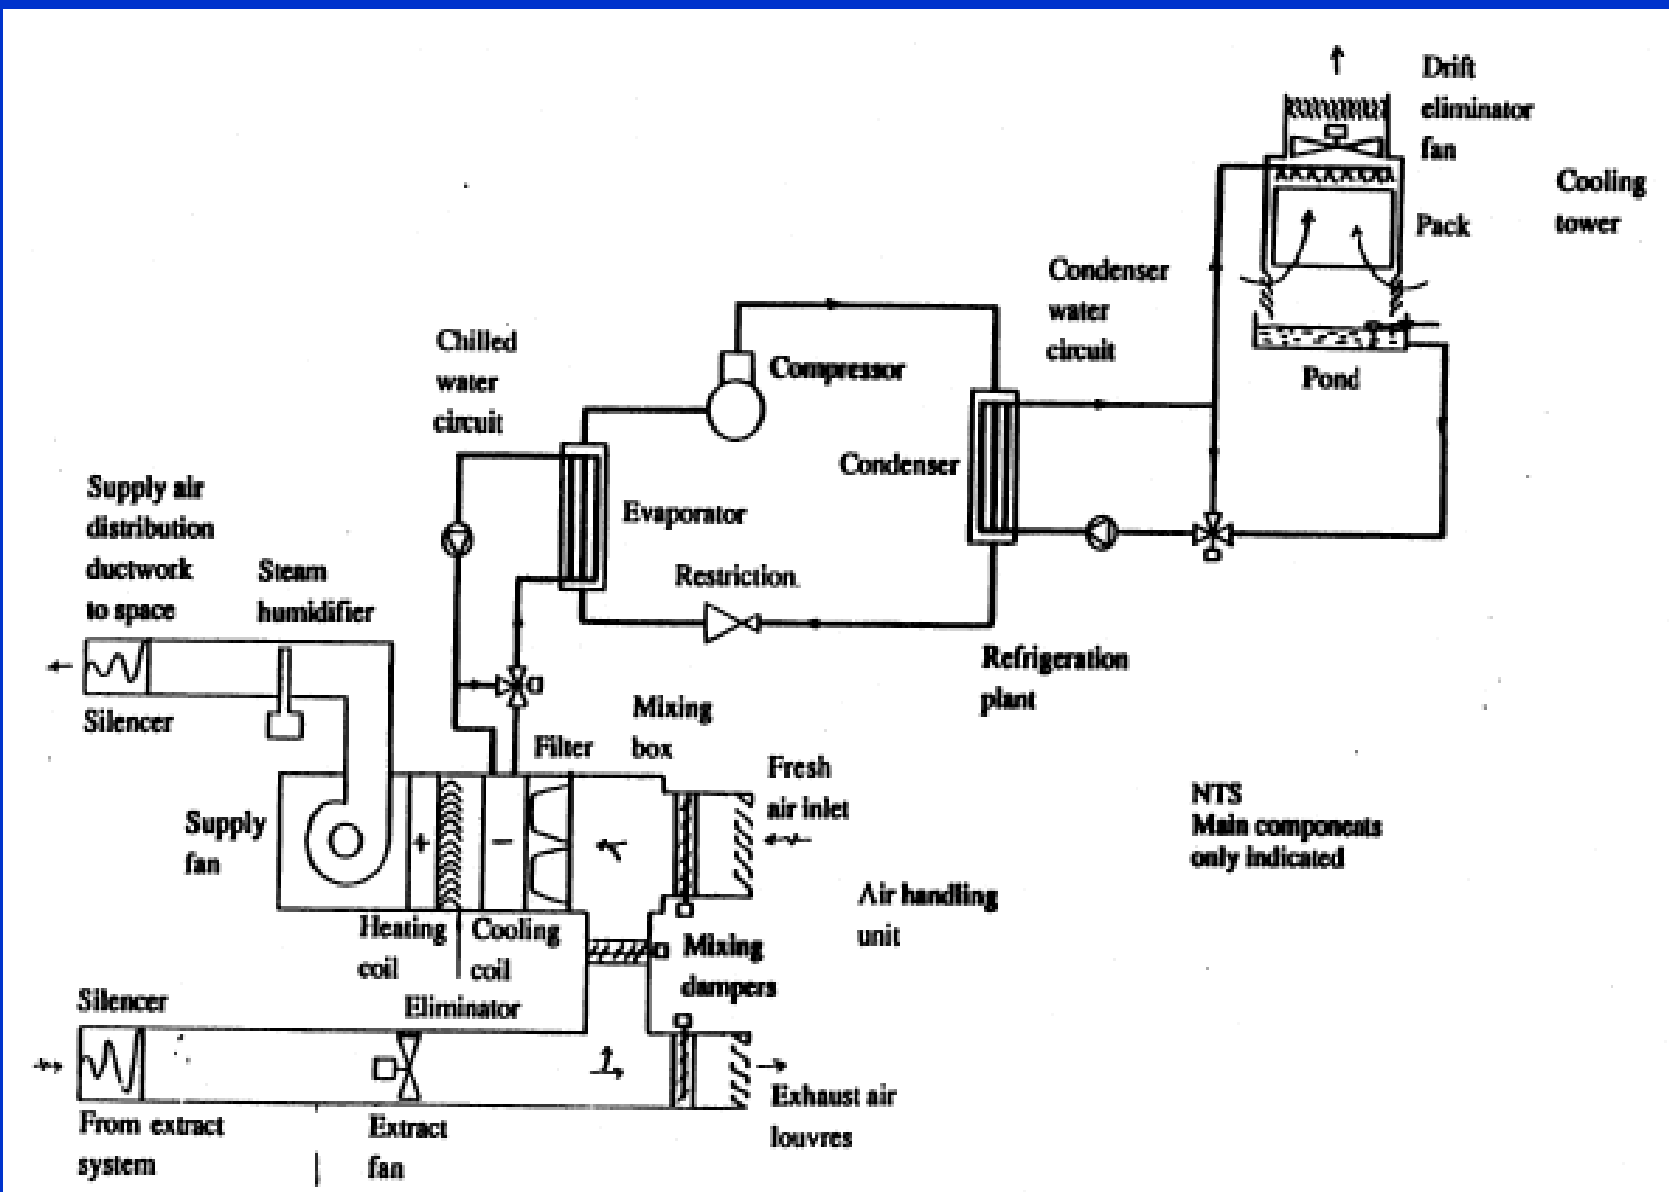 Drift
eliminator
fan
Cooling
tower
Pack
Condenser
water
circuit
Pond
Chilled
water
circuit
Compressor
Condenser
Evaporator
Supply air
distribution
ductwork
to space
Steam
humidifier
Restriction
Refrigeration
plant
Silencer
Mixing
box
Filter
Fresh
air inlet
NTS
Main components
only indicated
Supply
fan
+
−
Air handling
unit
Heating
coil
Cooling
coil
Mixing
dampers
Silencer
Eliminator
Exhaust air
louvres
From extract
system
Extract
fan